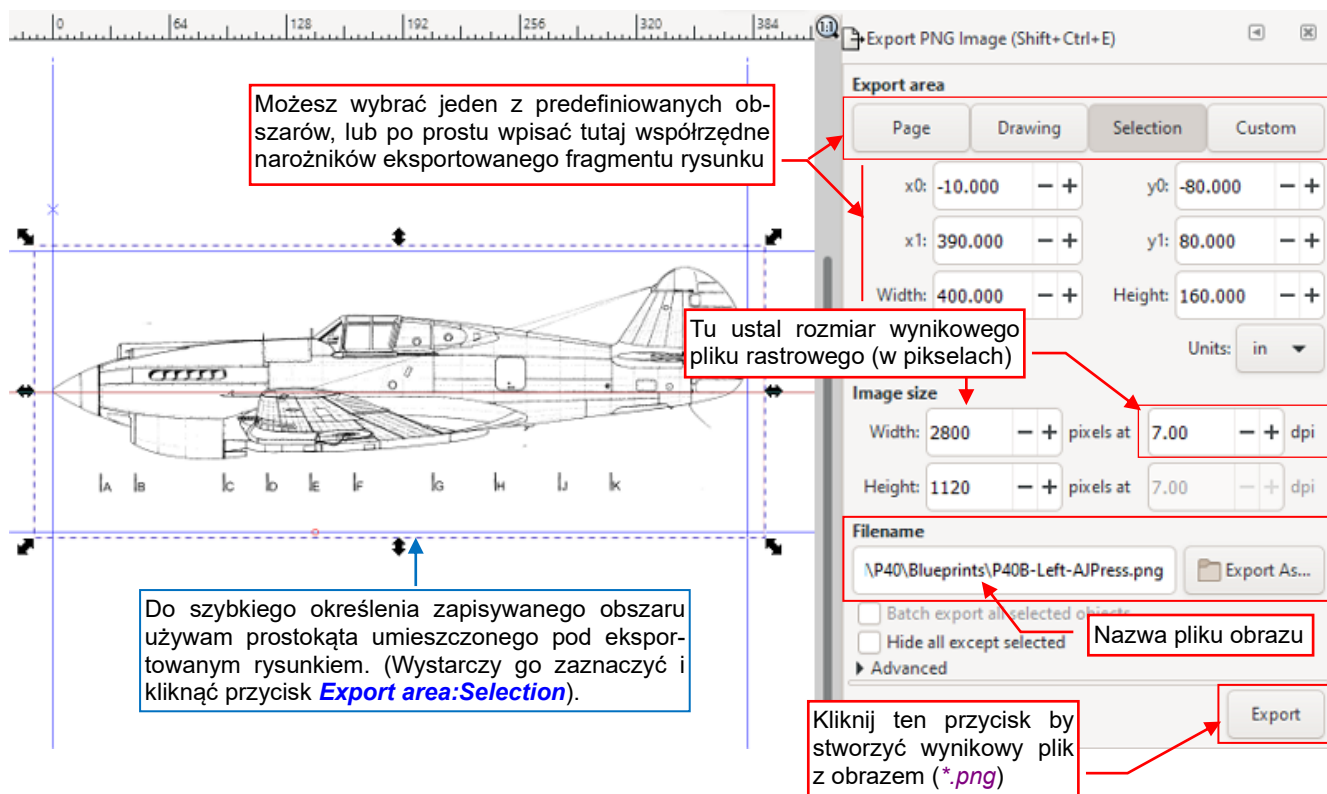 0 64 128 192 256 320 384
1:1
Export PNG Image (Shift+Ctrl+E)
Export area
Page Drawing Selection Custom
Możesz wybrać jeden z predefiniowanych ob-
szarów, lub po prostu wpisać tutaj współrzędne
narożników eksportowanego fragmentu rysunku
x0: -10.000 − + y0: -80.000 − +
x1: 390.000 − + y1: 80.000 − +
Width: 400.000 − + Height: 160.000 − +
Tu ustal rozmiar wynikowego
pliku rastrowego (w pikselach)
Units: in
Image size
Width: 2800 − + pixels at 7.00 − + dpi
Height: 1120 − + pixels at 7.00 − + dpi
A B C D E F G H J K
Filename
\P40\Blueprints\P40B-Left-AJPress.png Export As...
Batch export all selected objects
Nazwa pliku obrazu
Hide all except selected
Advanced
Do szybkiego określenia zapisywanego obszaru
używam prostokąta umieszczonego pod ekspor-
towanym rysunkiem. (Wystarczy go zaznaczyć i
kliknąć przycisk Export area:Selection).
Kliknij ten przycisk by
stworzyć wynikowy plik
z obrazem (*.png)
Export